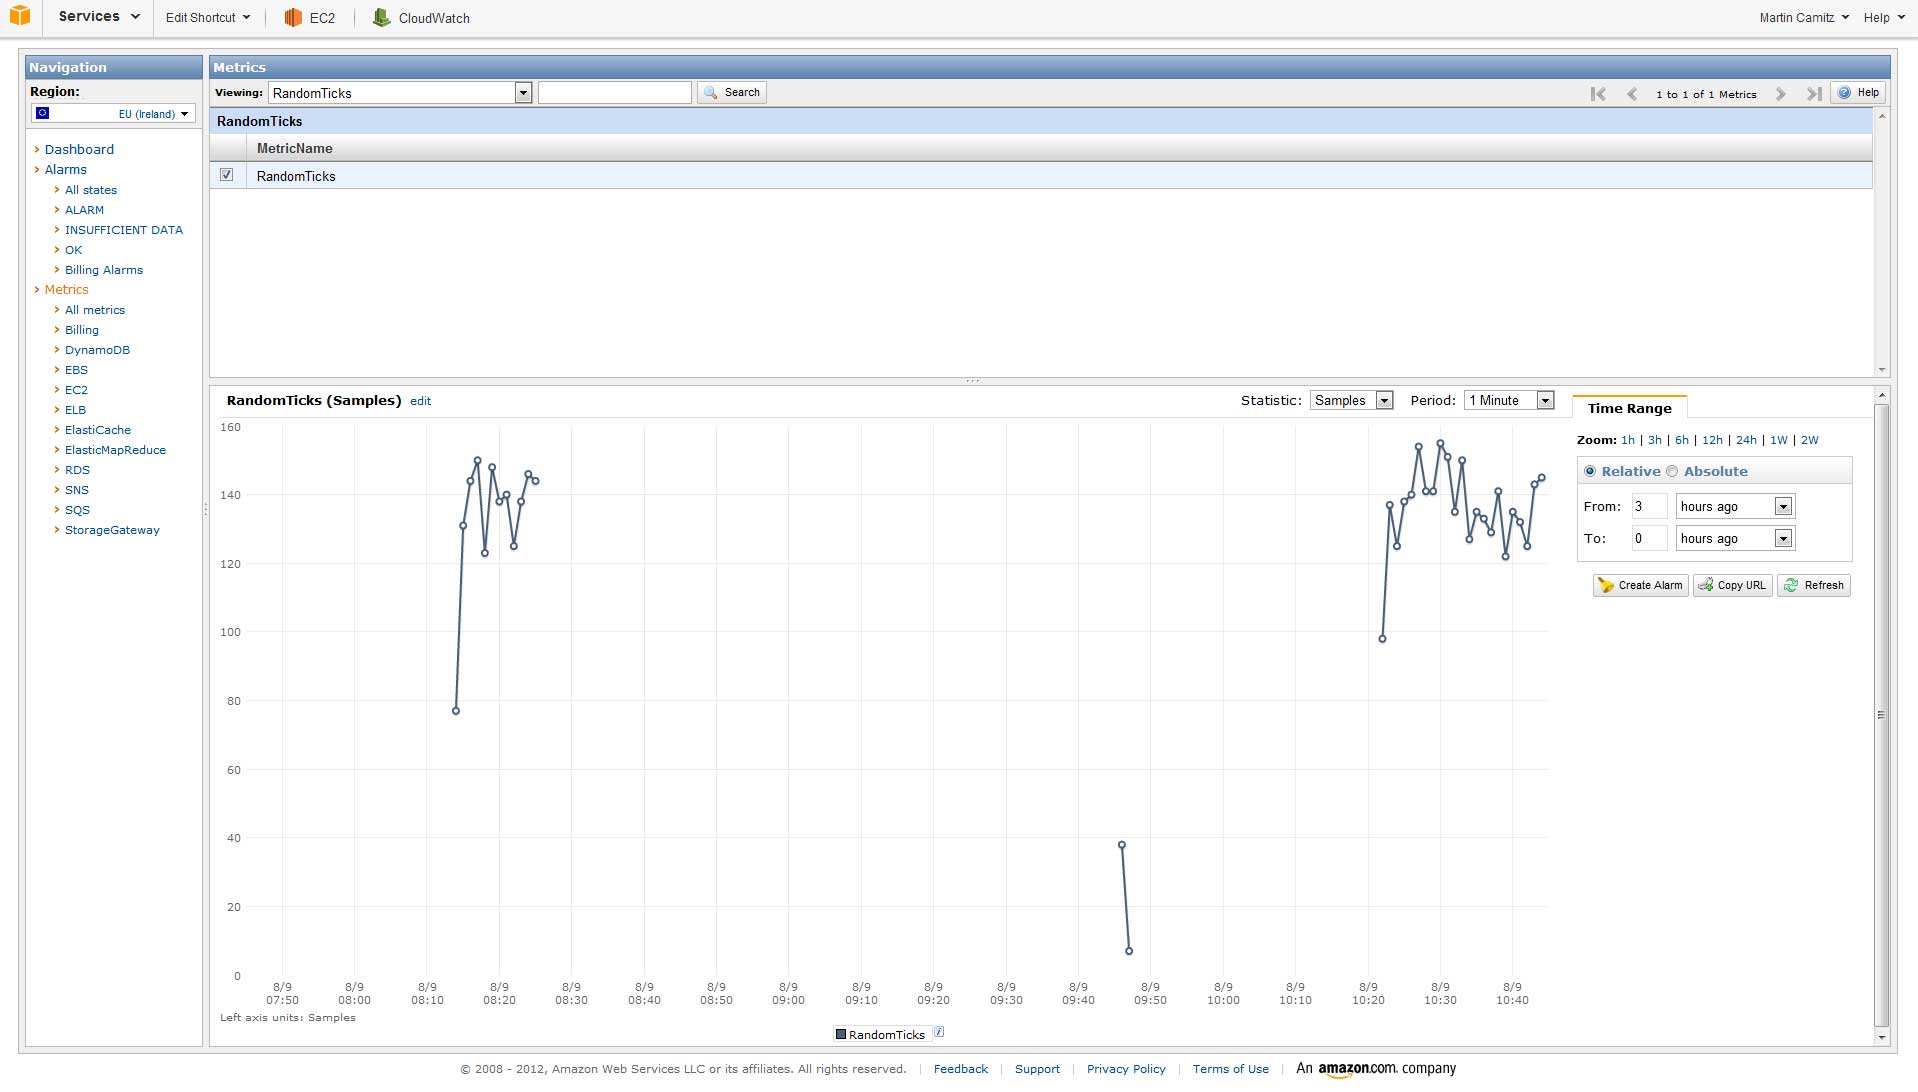 Services Edit Shortcut EC2 CloudWatch Martin Camitz Help
Navigation
Region:
EU (Ireland)
Dashboard
Alarms
All states
ALARM
INSUFFICIENT DATA
OK
Billing Alarms
Metrics
All metrics
Billing
DynamoDB
EBS
EC2
ELB
ElastiCache
ElasticMapReduce
RDS
SNS
SQS
StorageGateway
Metrics
Viewing: RandomTicks Search 1 to 1 of 1 Metrics Help
RandomTicks
MetricName
RandomTicks
RandomTicks (Samples) edit Statistic: Samples Period: 1 Minute
160
140
120
100
80
60
40
20
0
8/9 8/9 8/9 8/9 8/9 8/9 8/9 8/9 8/9 8/9 8/9 8/9 8/9 8/9 8/9 8/9 8/9 8/9
07:50 08:00 08:10 08:20 08:30 08:40 08:50 09:00 09:10 09:20 09:30 09:40 09:50 10:00 10:10 10:20 10:30 10:40
Left axis units: Samples
RandomTicks
Time Range
Zoom: 1h | 3h | 6h | 12h | 24h | 1W | 2W
Relative Absolute
From: 3 hours ago
To: 0 hours ago
Create Alarm Copy URL Refresh
© 2008 - 2012, Amazon Web Services LLC or its affiliates. All rights reserved. | Feedback | Support | Privacy Policy | Terms of Use | An amazon.com company